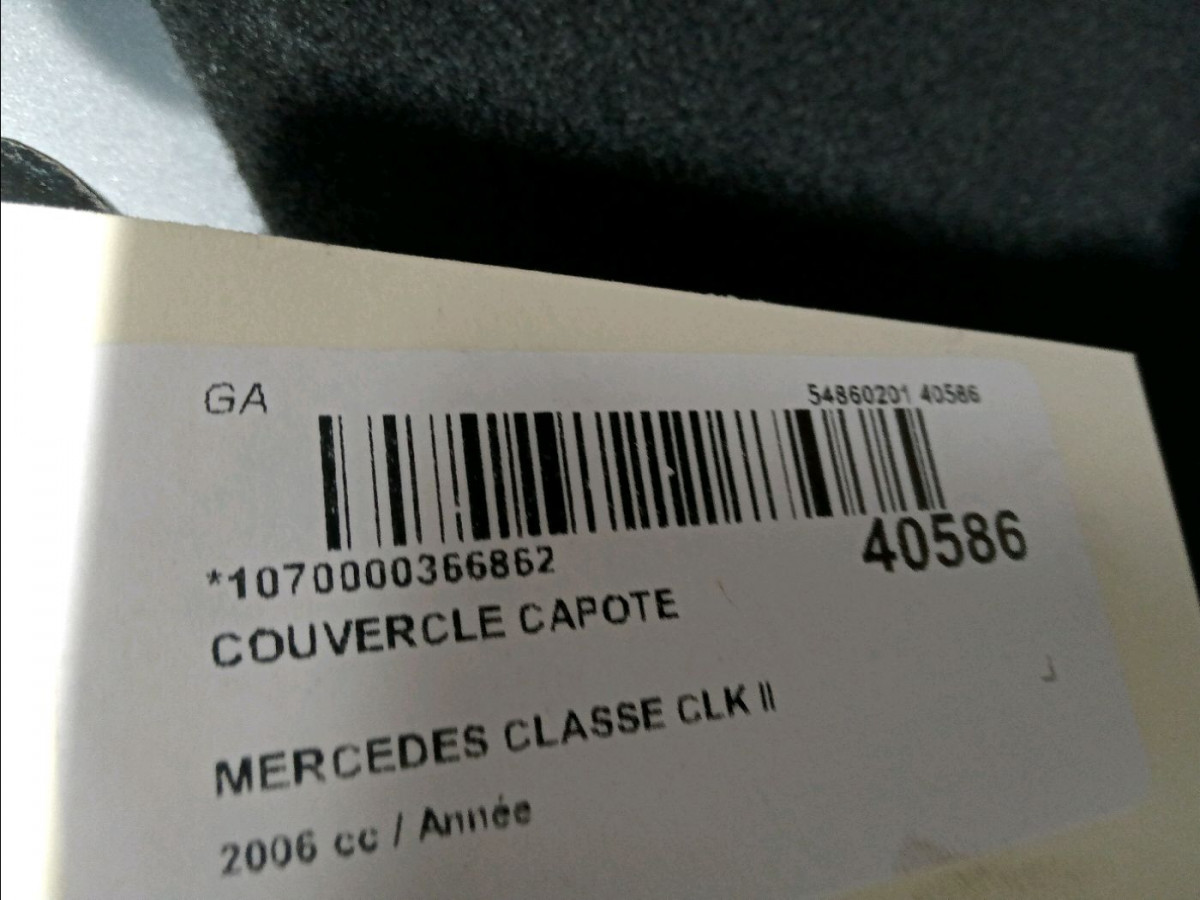 GA
54860201 40586
*1070000366862
40586
COUVERCLE CAPOTE
MERCEDES CLASSE CLK II
2006 cc / Année